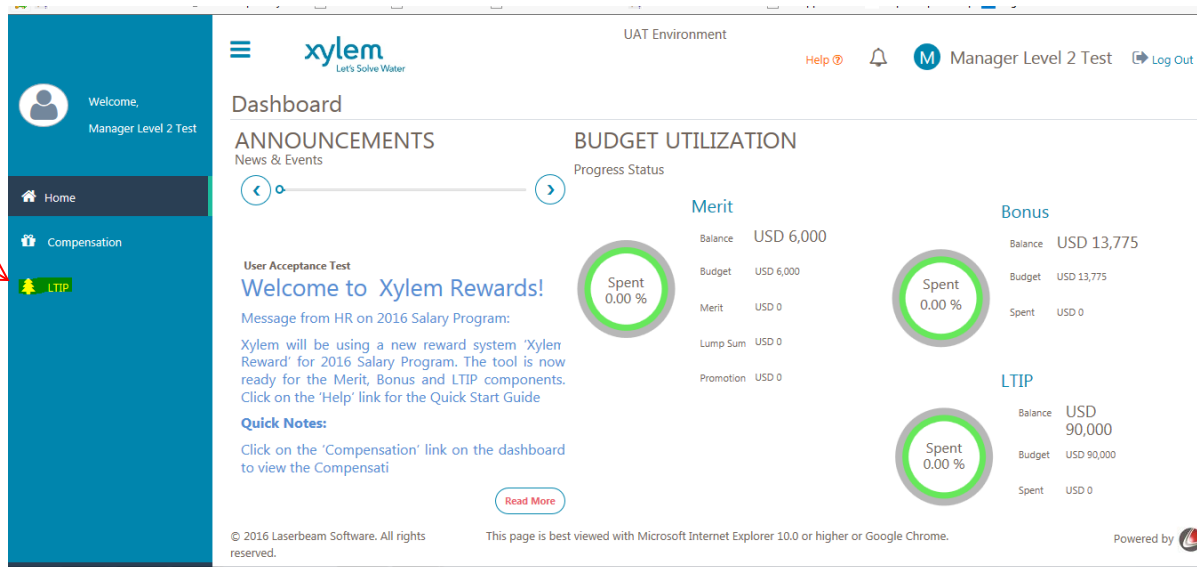 UAT Environment
xylem
Let's Solve Water
Help ?
M
Manager Level 2 Test
Log Out
Welcome,
Manager Level 2 Test
Home
Compensation
LTIP
Dashboard
ANNOUNCEMENTS
News & Events
User Acceptance Test
Welcome to Xylem Rewards!
Message from HR on 2016 Salary Program:
Xylem will be using a new reward system 'Xylem
Reward' for 2016 Salary Program. The tool is now
ready for the Merit, Bonus and LTIP components.
Click on the 'Help' link for the Quick Start Guide
Quick Notes:
Click on the 'Compensation' link on the dashboard
to view the Compensati
Read More
BUDGET UTILIZATION
Progress Status
Merit
Spent
0.00 %
Balance USD 6,000
Budget USD 6,000
Merit USD 0
Lump Sum USD 0
Promotion USD 0
Bonus
Spent
0.00 %
Balance USD 13,775
Budget USD 13,775
Spent USD 0
LTIP
Spent
0.00 %
Balance USD
90,000
Budget USD 90,000
Spent USD 0
© 2016 Laserbeam Software. All rights
reserved.
This page is best viewed with Microsoft Internet Explorer 10.0 or higher or Google Chrome.
Powered by